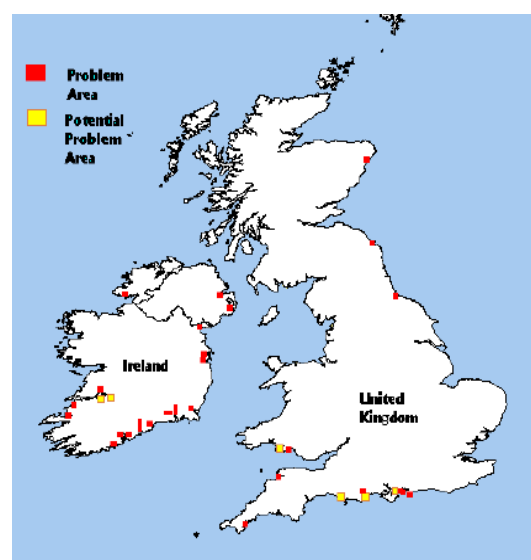 Problem
Area
Potential
Problem
Area
Ireland
United
Kingdom